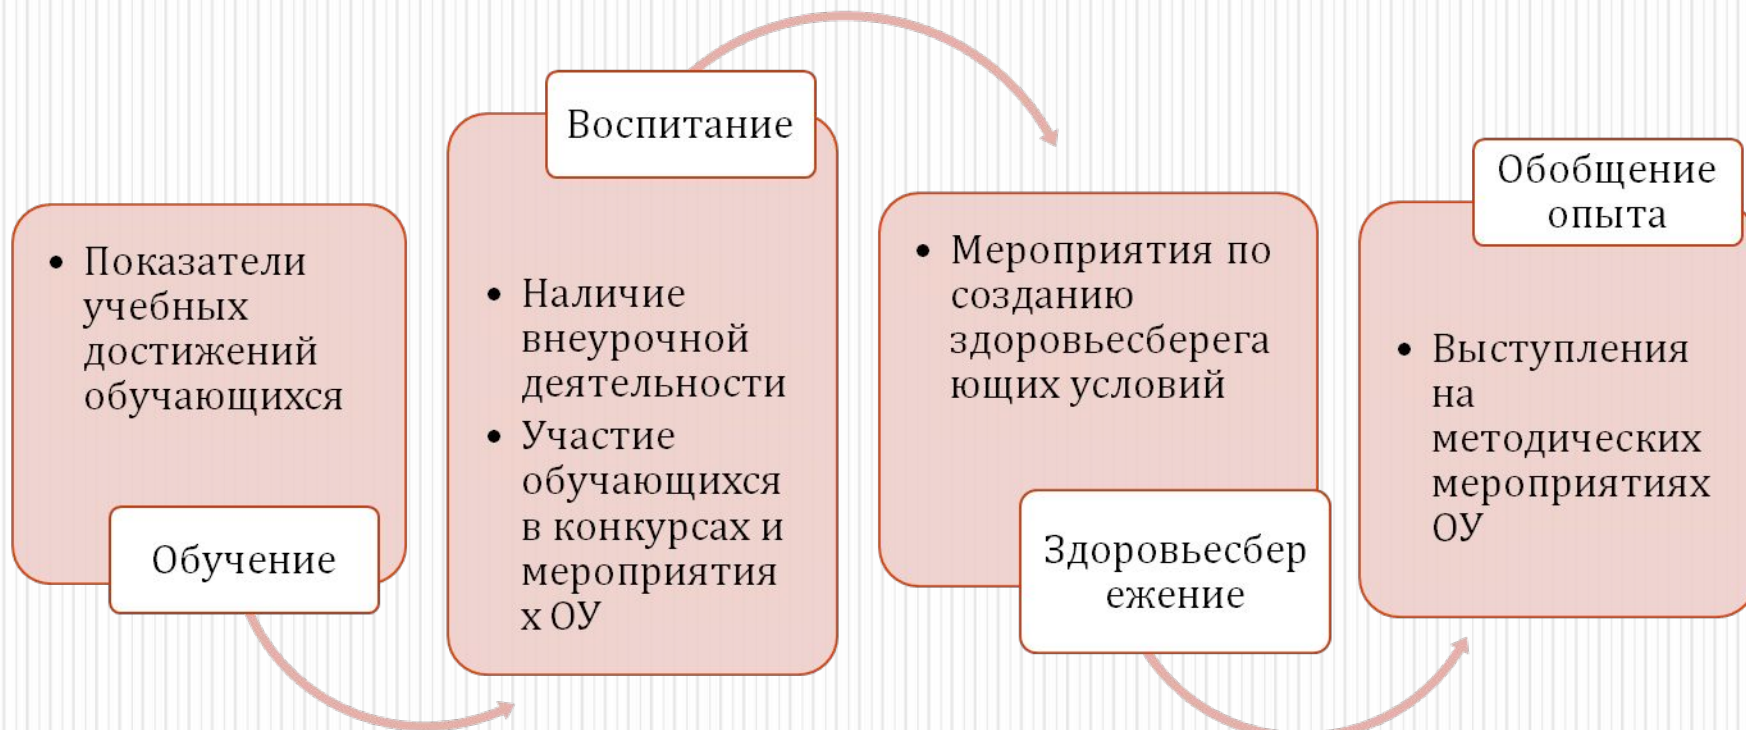 • Показатели
учебных
достижений
обучающихся
Обучение
Воспитание
• Наличие
внеурочной
деятельности
• Участие
обучающихся
в конкурсах и
мероприятия
х ОУ
• Мероприятия по
созданию
здоровьесберега
ющих условий
Здоровьесбер
ежение
Обобщение
опыта
• Выступления
на
методических
мероприятиях
ОУ